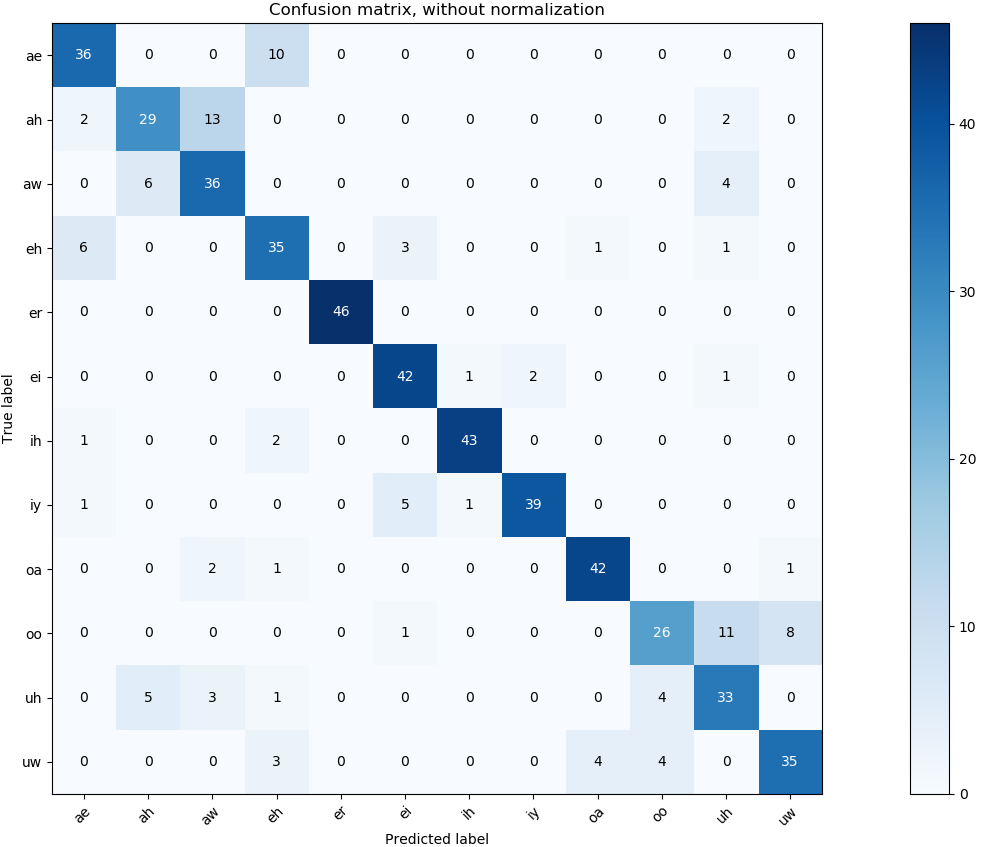 Confusion matrix, without normalization
True label
ae 36 0 0 10 0 0 0 0 0 0 0 0
ah 2 29 13 0 0 0 0 0 0 0 2 0
aw 0 6 36 0 0 0 0 0 0 0 4 0
eh 6 0 0 35 0 3 0 0 1 0 1 0
er 0 0 0 0 46 0 0 0 0 0 0 0
ei 0 0 0 0 0 42 1 2 0 0 1 0
ih 1 0 0 2 0 0 43 0 0 0 0 0
iy 1 0 0 0 0 5 1 39 0 0 0 0
oa 0 0 2 1 0 0 0 0 42 0 0 1
oo 0 0 0 0 0 1 0 0 0 26 11 8
uh 0 5 3 1 0 0 0 0 0 4 33 0
uw 0 0 0 3 0 0 0 0 4 4 0 35
ae ah aw eh er ei ih iy oa oo uh uw
Predicted label
40
30
20
10
0